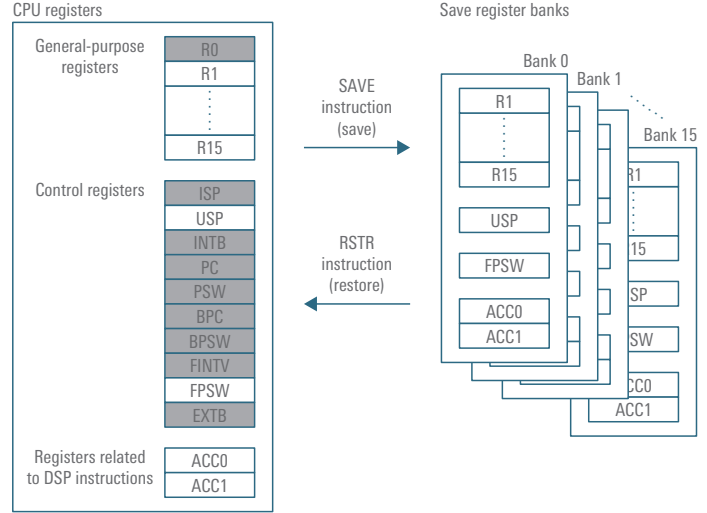 CPU registers
General-purpose
registers
R0
R1
R15
Control registers
ISP
USP
INTB
PC
PSW
BPC
BPSW
FINTV
FPSW
EXTB
Registers related
to DSP instructions
ACC0
ACC1
SAVE
instruction
(save)
RSTR
instruction
(restore)
Save register banks
Bank 0
Bank 1
Bank 15
R1
R15
USP
FPSW
ACC0
ACC1
R1
15
SP
SW
CC0
ACC1